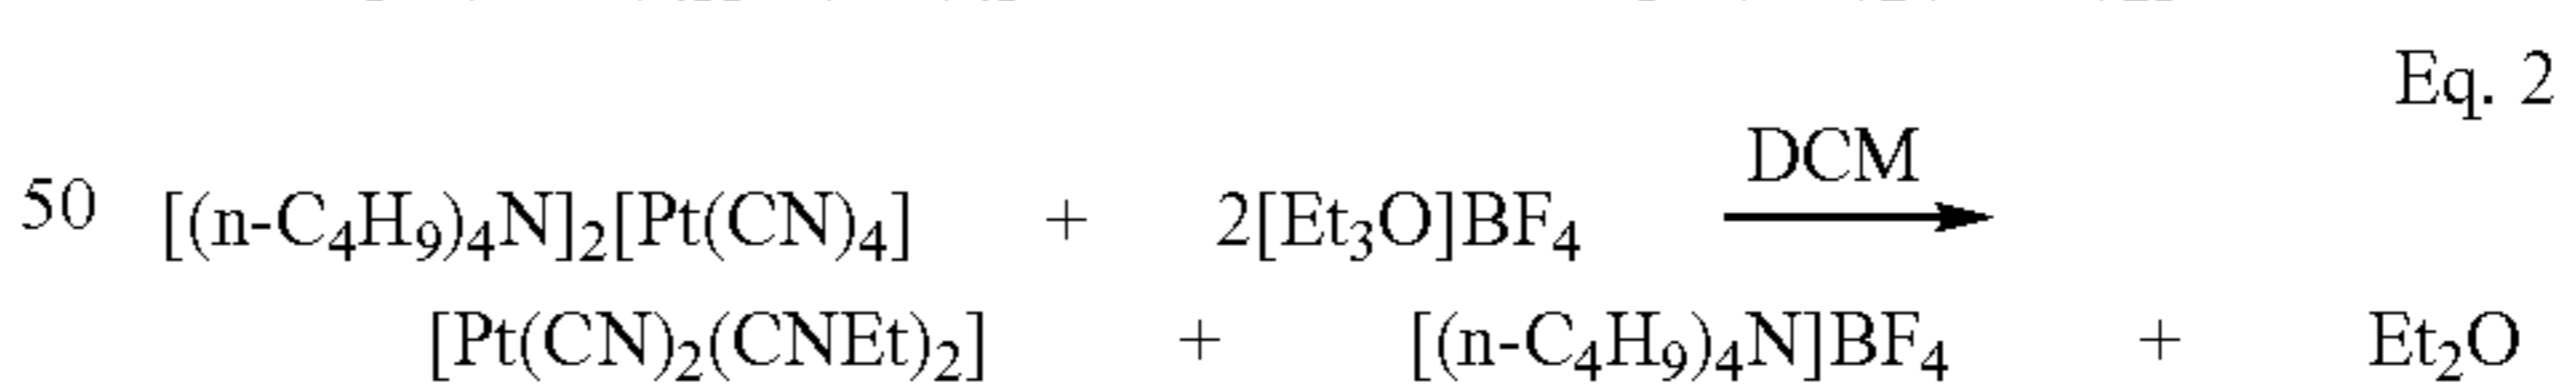 Eq. 2
DCM
50 [(n-C₄H₉)₄N]₂[Pt(CN)₄] + 2[Et₃O]BF₄
[Pt(CN)₂(CNEt)₂] + [(n-C₄H₉)₄N]BF₄ + Et₂O